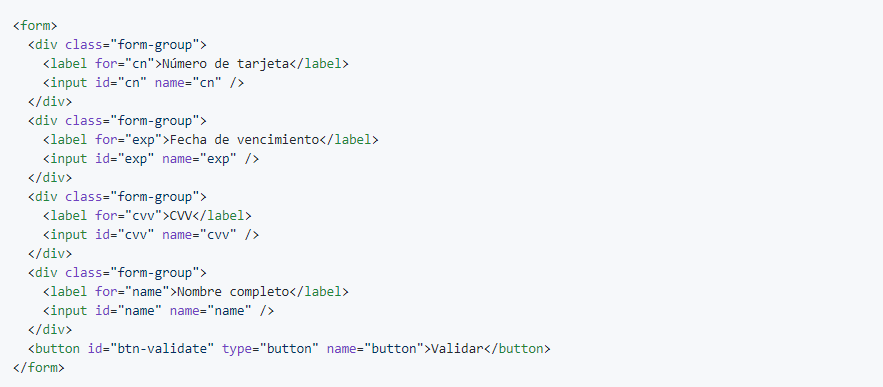 <form>
  <div class="form-group">
    <label for="cn">Número de tarjeta</label>
    <input id="cn" name="cn" />
  </div>
  <div class="form-group">
    <label for="exp">Fecha de vencimiento</label>
    <input id="exp" name="exp" />
  </div>
  <div class="form-group">
    <label for="cvv">CVV</label>
    <input id="cvv" name="cvv" />
  </div>
  <div class="form-group">
    <label for="name">Nombre completo</label>
    <input id="name" name="name" />
  </div>
  <button id="btn-validate" type="button" name="button">Validar</button>
</form>